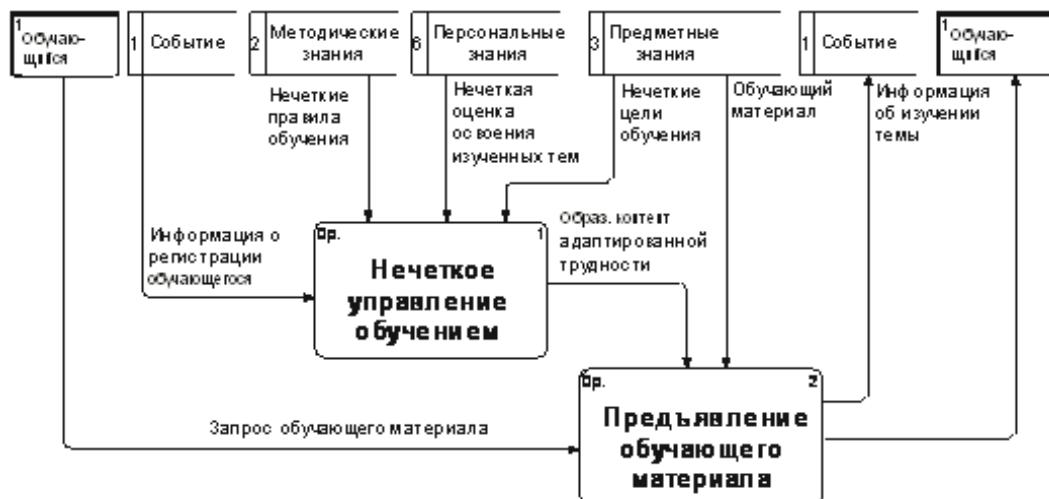 1
Обучаю-
щийся
1 Событие
2 Методические
знания
6 Персональные
знания
3 Предметные
знания
1 Событие
1
Обучаю-
щийся
Нечеткие
правила
обучения
Нечеткая
оценка
освоения
изученных тем
Нечеткие
цели
обучения
Обучающий
материал
Информация
об изучении
темы
Информация о
регистрации
обучающегося
Образ. контент
адаптированной
трудности
Ор. 1
Нечеткое
управление
обучением
Запрос обучающего материала
Ор. 2
Предъявление
обучающего
материала